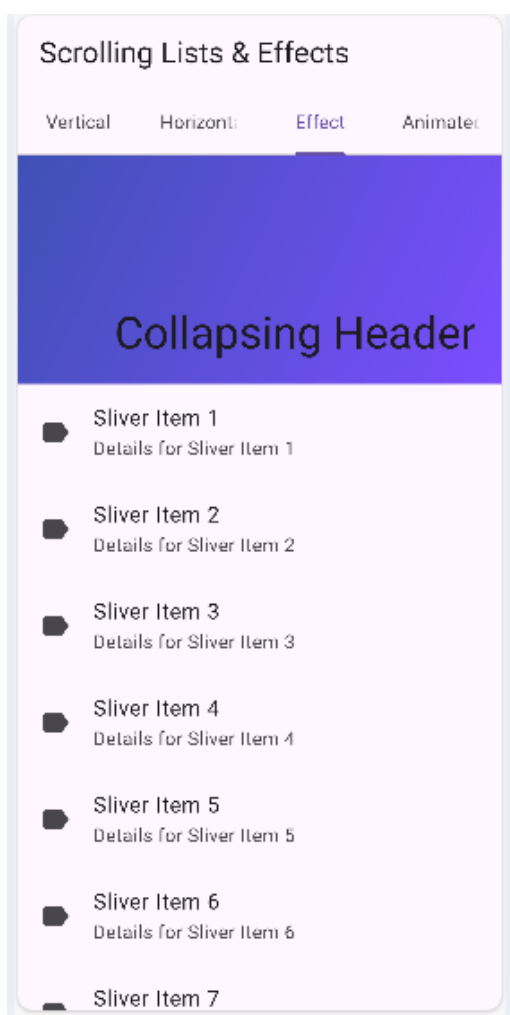 Scrolling Lists & Effects
Vertical Horizont Effect Animate
Collapsing Header
Sliver Item 1
Details for Sliver Item 1
Sliver Item 2
Details for Sliver Item 2
Sliver Item 3
Details for Sliver Item 3
Sliver Item 4
Details for Sliver Item 4
Sliver Item 5
Details for Sliver Item 5
Sliver Item 6
Details for Sliver Item 6
Sliver Item 7